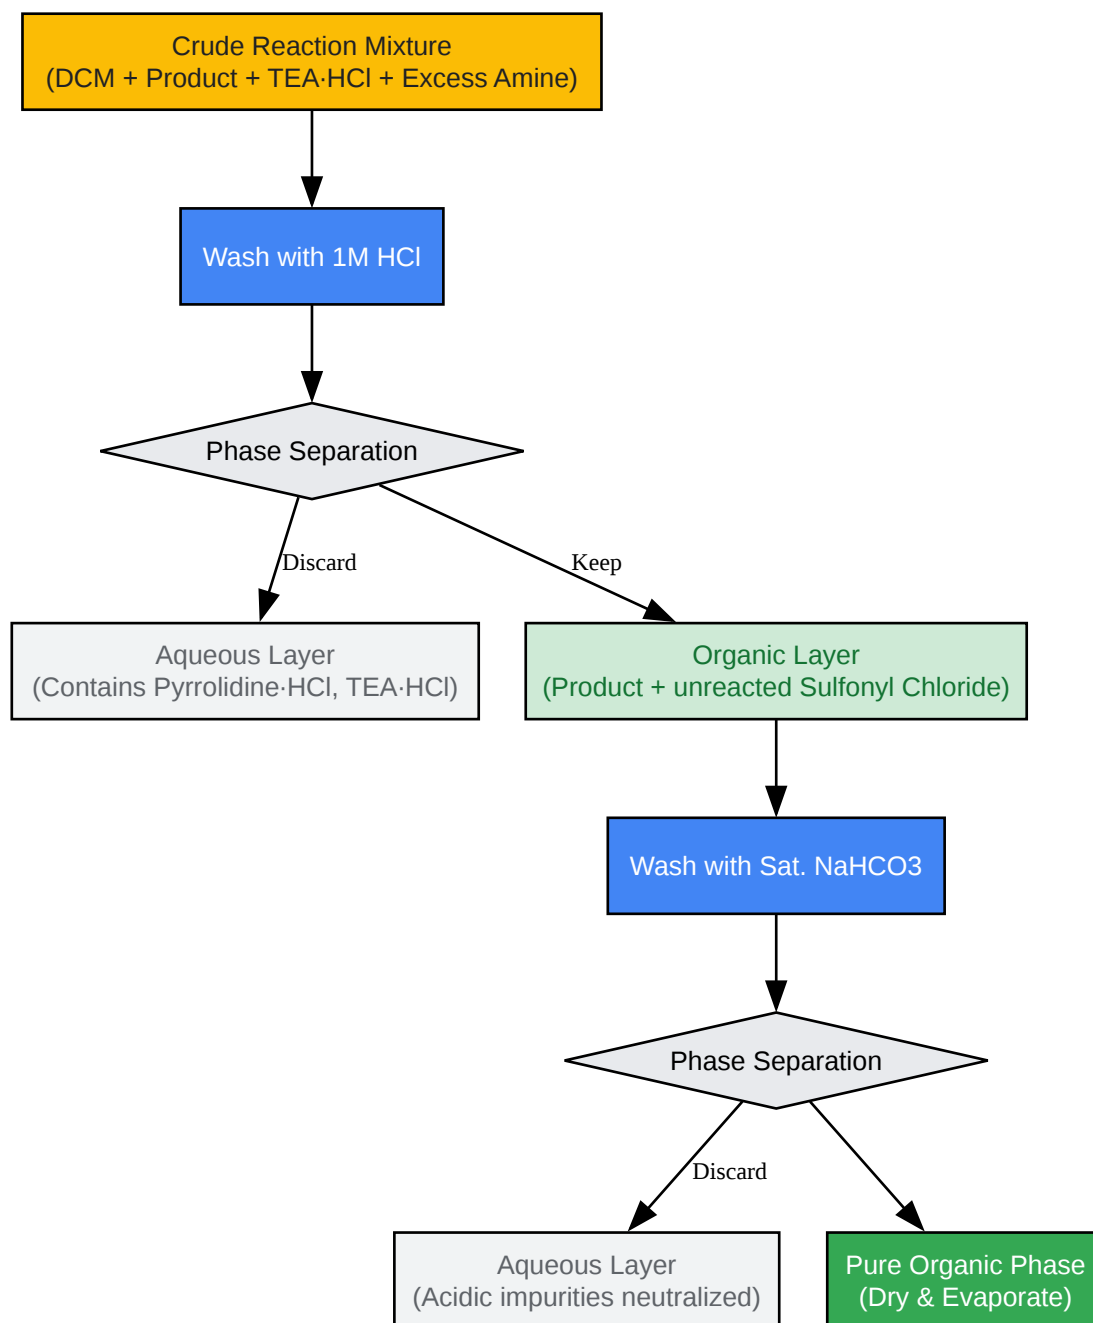 Crude Reaction Mixture
(DCM + Product + TEA·HCl + Excess Amine)
Wash with 1M HCl
Phase Separation
Discard
Keep
Aqueous Layer
(Contains Pyrrolidine·HCl, TEA·HCl)
Organic Layer
(Product + unreacted Sulfonyl Chloride)
Wash with Sat. NaHCO3
Phase Separation
Discard
Aqueous Layer
(Acidic impurities neutralized)
Pure Organic Phase
(Dry & Evaporate)